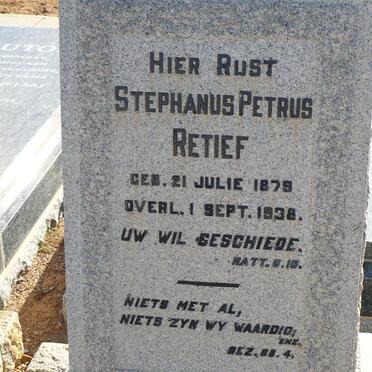 UTO
HIER RUST
STEPHANUS PETRUS
RETIEF
GEB. 21 JULIE 1879
OVERL. 1 SEPT. 1938.
UW WIL GESCHIEDE.
MATT. 6.10.
NIETS MET AL,
NIETS ZYN WY WAARDIG;
ENZ.
GEZ. 68. 4.